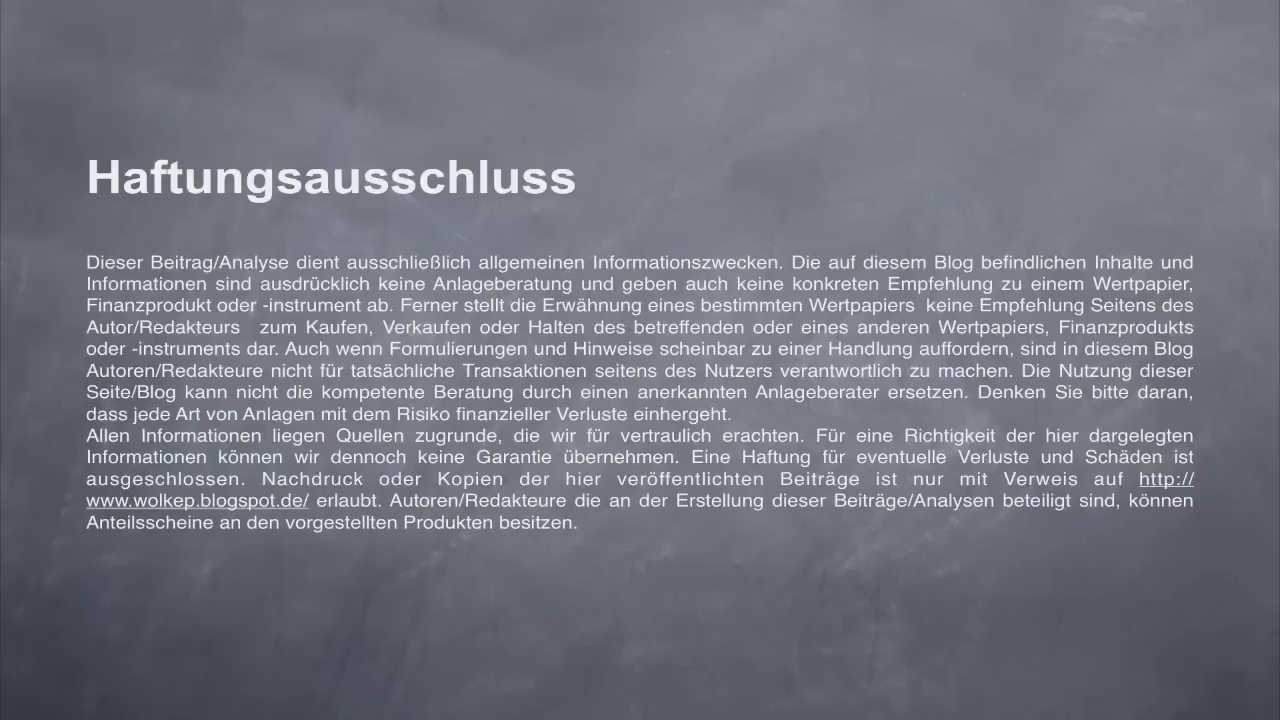 Haftungsausschluss
Dieser Beitrag/Analyse dient ausschließlich allgemeinen Informationszwecken. Die auf diesem Blog befindlichen Inhalte und
Informationen sind ausdrücklich keine Anlageberatung und geben auch keine konkreten Empfehlung zu einem Wertpapier,
Finanzprodukt oder -instrument ab. Ferner stellt die Erwähnung eines bestimmten Wertpapiers keine Empfehlung Seitens des
Autor/Redakteurs zum Kaufen, Verkaufen oder Halten des betreffenden oder eines anderen Wertpapiers, Finanzprodukts
oder -instruments dar. Auch wenn Formulierungen und Hinweise scheinbar zu einer Handlung auffordern, sind in diesem Blog
Autoren/Redakteure nicht für tatsächliche Transaktionen seitens des Nutzers verantwortlich zu machen. Die Nutzung dieser
Seite/Blog kann nicht die kompetente Beratung durch einen anerkannten Anlageberater ersetzen. Denken Sie bitte daran,
dass jede Art von Anlagen mit dem Risiko finanzieller Verluste einhergeht.
Allen Informationen liegen Quellen zugrunde, die wir für vertraulich erachten. Für eine Richtigkeit der hier dargelegten
Informationen können wir dennoch keine Garantie übernehmen. Eine Haftung für eventuelle Verluste und Schäden ist
ausgeschlossen. Nachdruck oder Kopien der hier veröffentlichten Beiträge ist nur mit Verweis auf http://
www.wolkep.blogspot.de/ erlaubt. Autoren/Redakteure die an der Erstellung dieser Beiträge/Analysen beteiligt sind, können
Anteilsscheine an den vorgestellten Produkten besitzen.